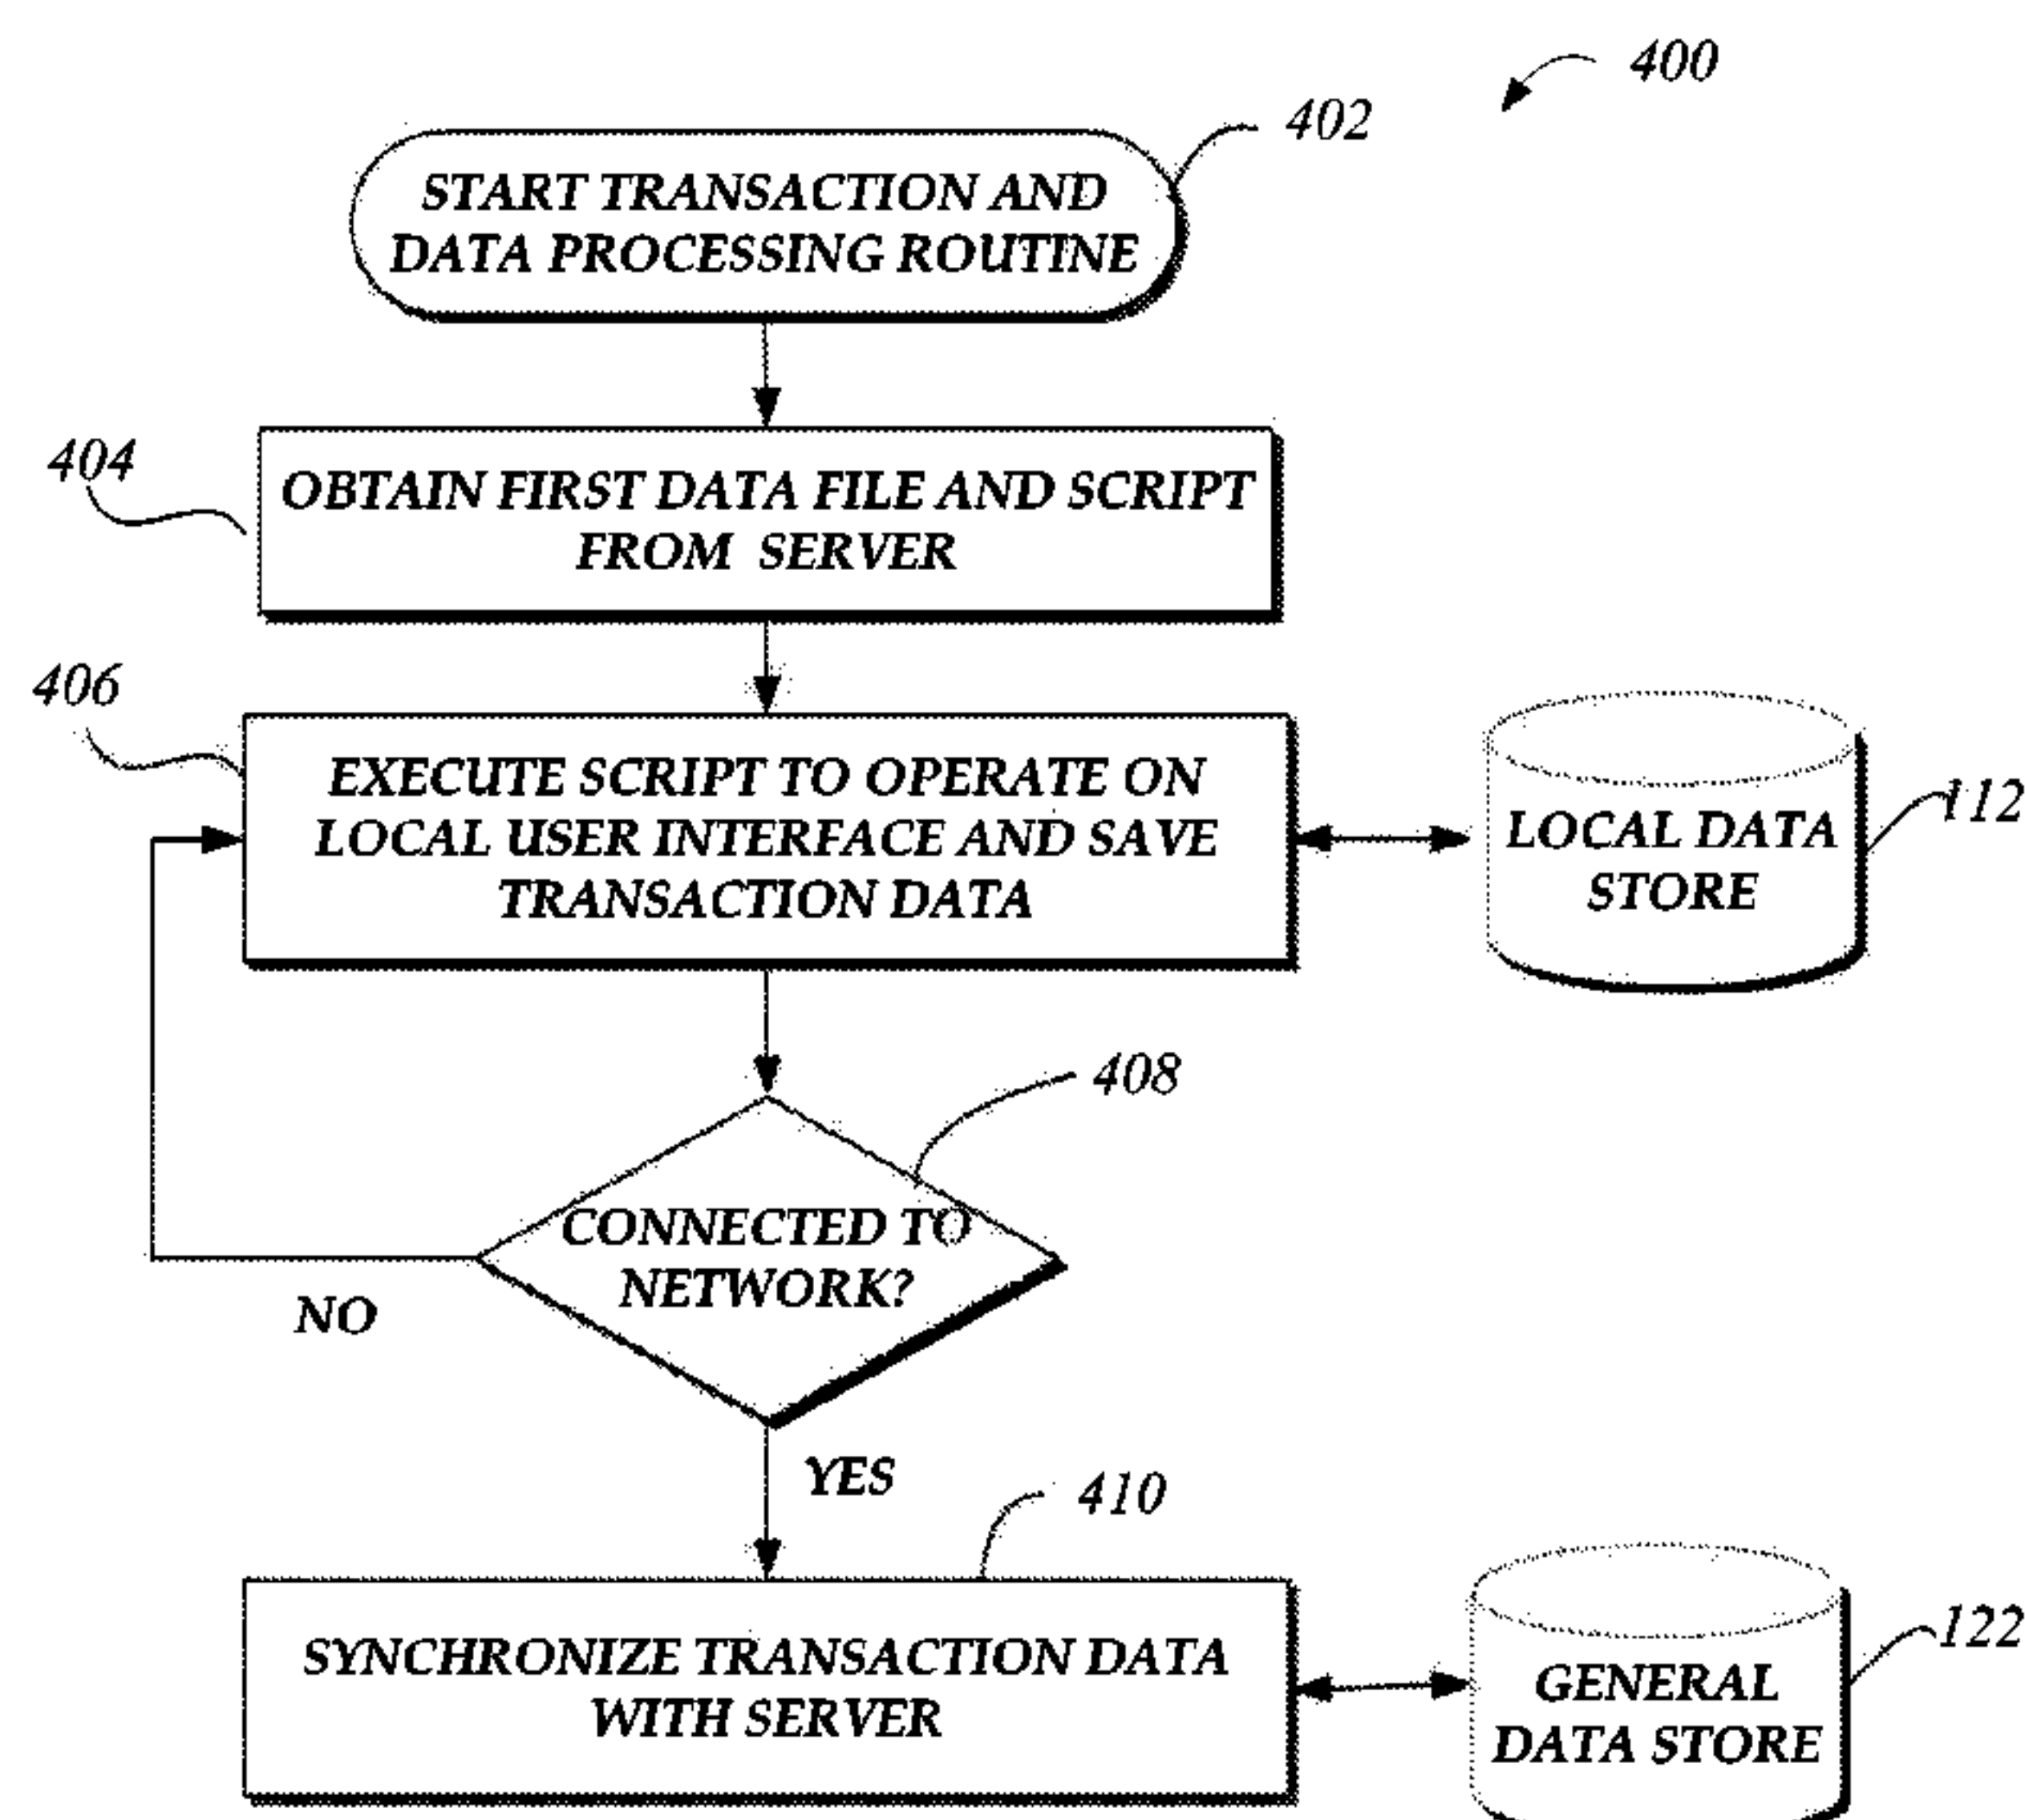 400
402
START TRANSACTION AND
DATA PROCESSING ROUTINE
404
OBTAIN FIRST DATA FILE AND SCRIPT
FROM SERVER
406
EXECUTE SCRIPT TO OPERATE ON
LOCAL USER INTERFACE AND SAVE
TRANSACTION DATA
LOCAL DATA
STORE
112
408
CONNECTED TO
NETWORK?
NO
YES
410
SYNCHRONIZE TRANSACTION DATA
WITH SERVER
GENERAL
DATA STORE
122